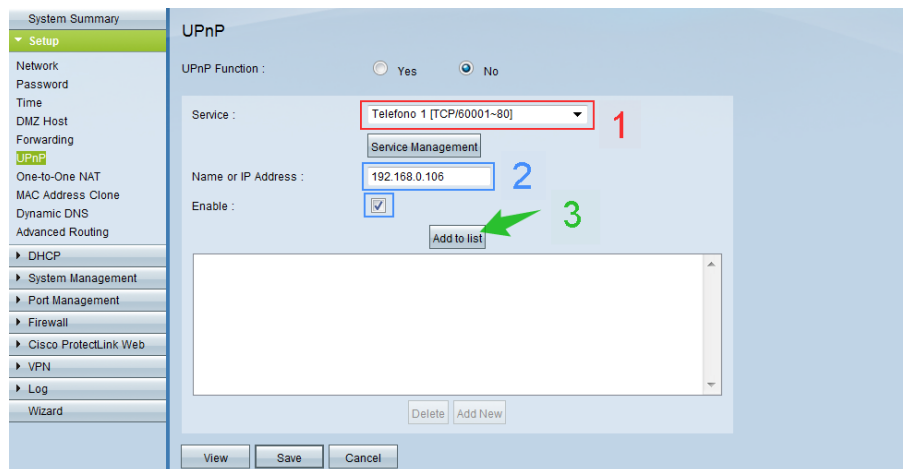 System Summary
Setup
Network
Password
Time
DMZ Host
Forwarding
UPnP
One-to-One NAT
MAC Address Clone
Dynamic DNS
Advanced Routing
DHCP
System Management
Port Management
Firewall
Cisco ProtectLink Web
VPN
Log
Wizard
UPnP
UPnP Function : Yes No
Service : Telefono 1 [TCP/60001~80] 1
Service Management
Name or IP Address : 192.168.0.106 2
Enable : 3
Add to list
Delete Add New
View Save Cancel